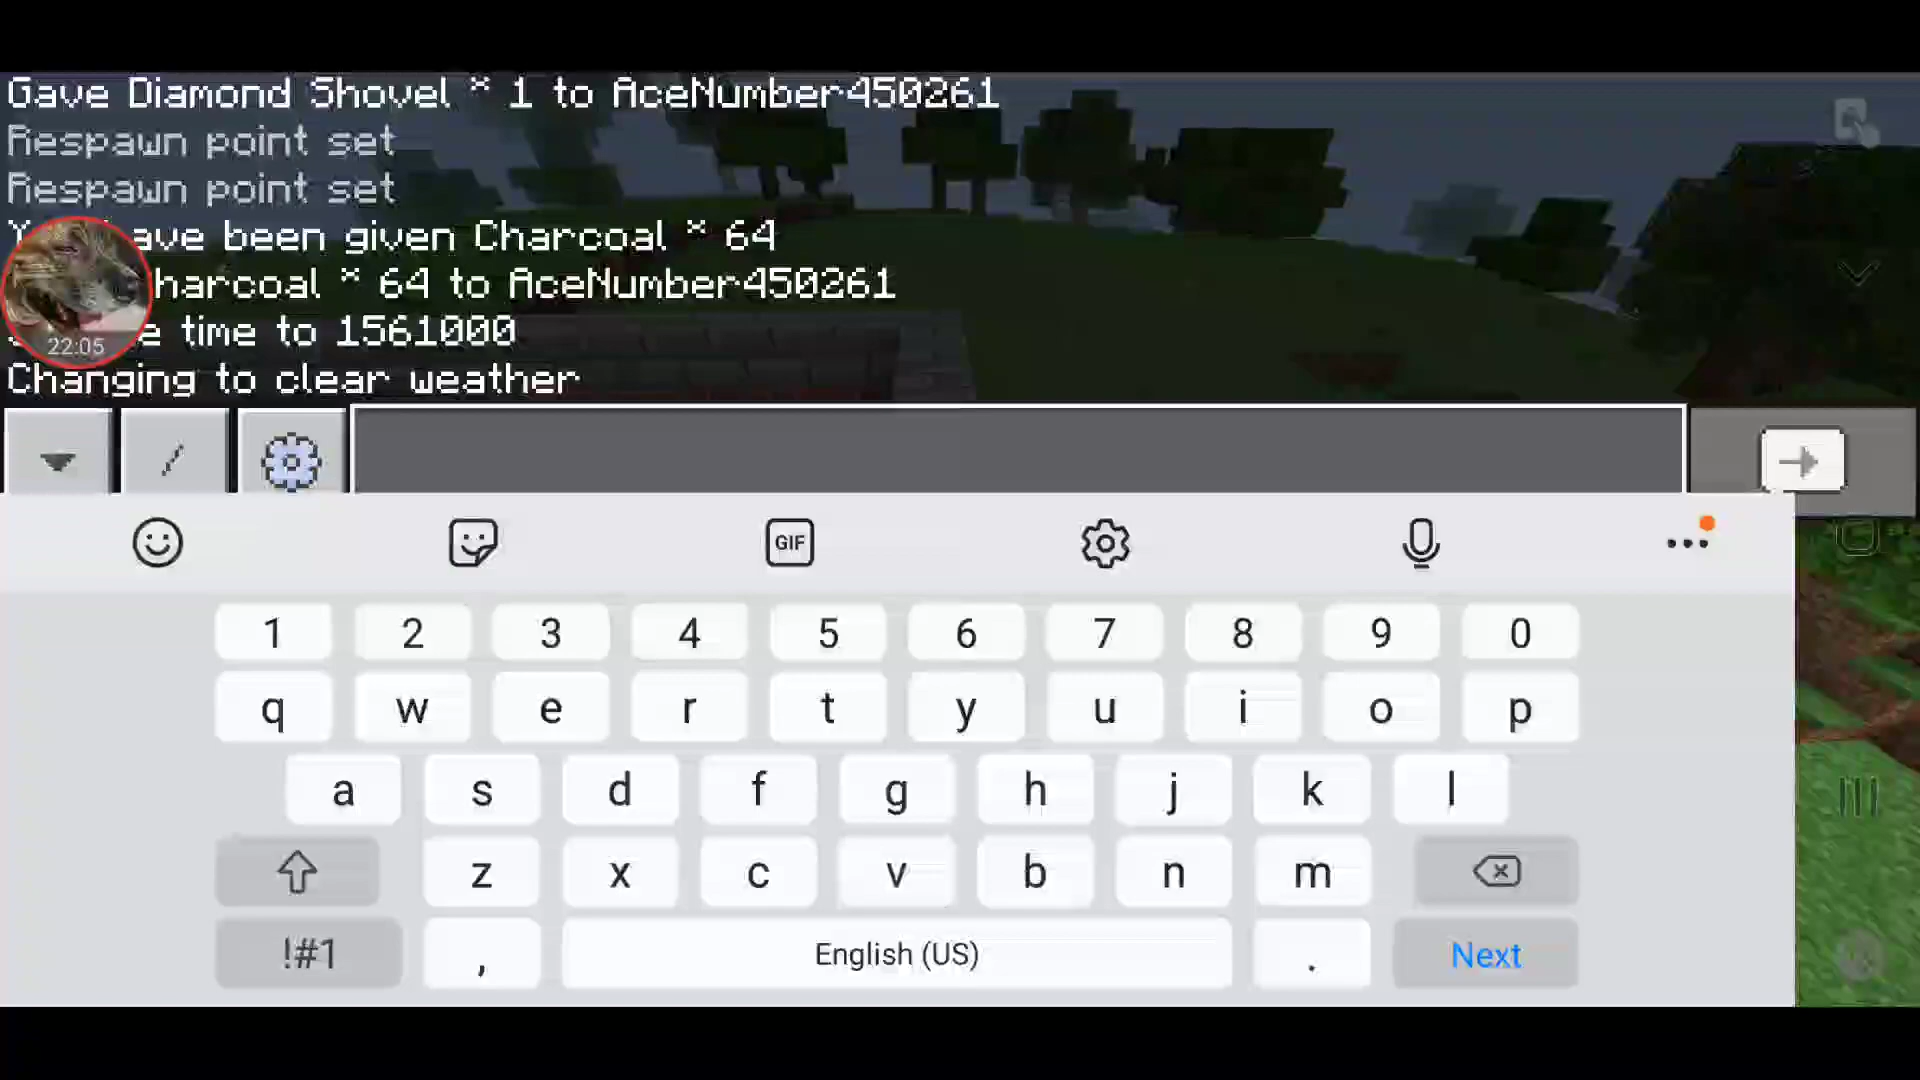 Gave Diamond Shovel * 1 to AceNumber450261
Respawn point set
Respawn point set
been given Charcoal * 64
* 64 to AceNumber450261
time to 1561000
22:05
Changing to clear weather
/
GIF
1 2 3 4 5 6 7 8 9 0
q w e r t y u i o p
a s d f g h j k l
z x c v b n m
!#1 , English (US) . Next